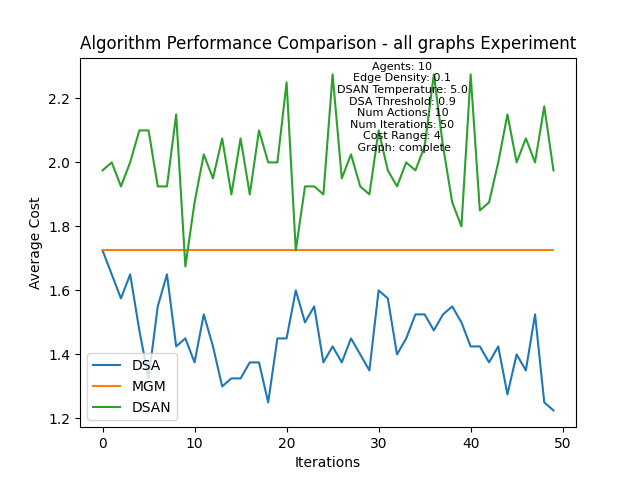 Algorithm Performance Comparison - all graphs Experiment
Agents: 10
Edge Density: 0.1
DSAN Temperature: 5.0
DSA Threshold: 0.9
Num Actions: 10
Num Iterations: 50
Cost Range: 4
Graph: complete
Average Cost
2.2
2.0
1.8
1.6
1.4
1.2
DSA
MGM
DSAN
0
10
20
30
40
50
Iterations